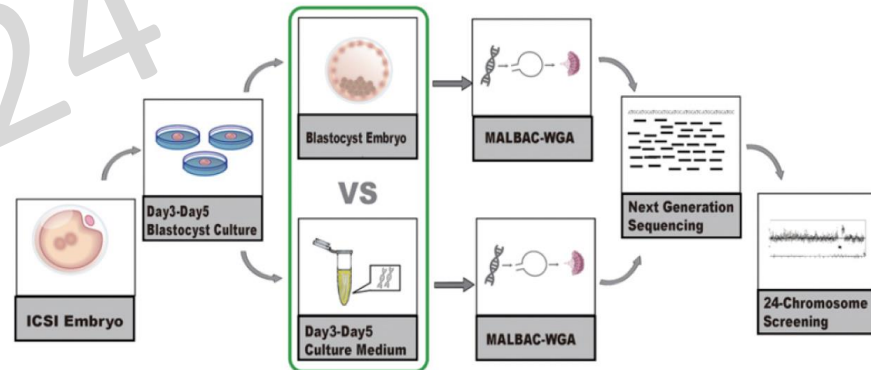 24
ICSI Embryo
Day3-Day5
Blastocyst Culture
Blastocyst Embryo
VS
Day3-Day5
Culture Medium
MALBAC-WGA
MALBAC-WGA
Next Generation
Sequencing
24-Chromosome
Screening